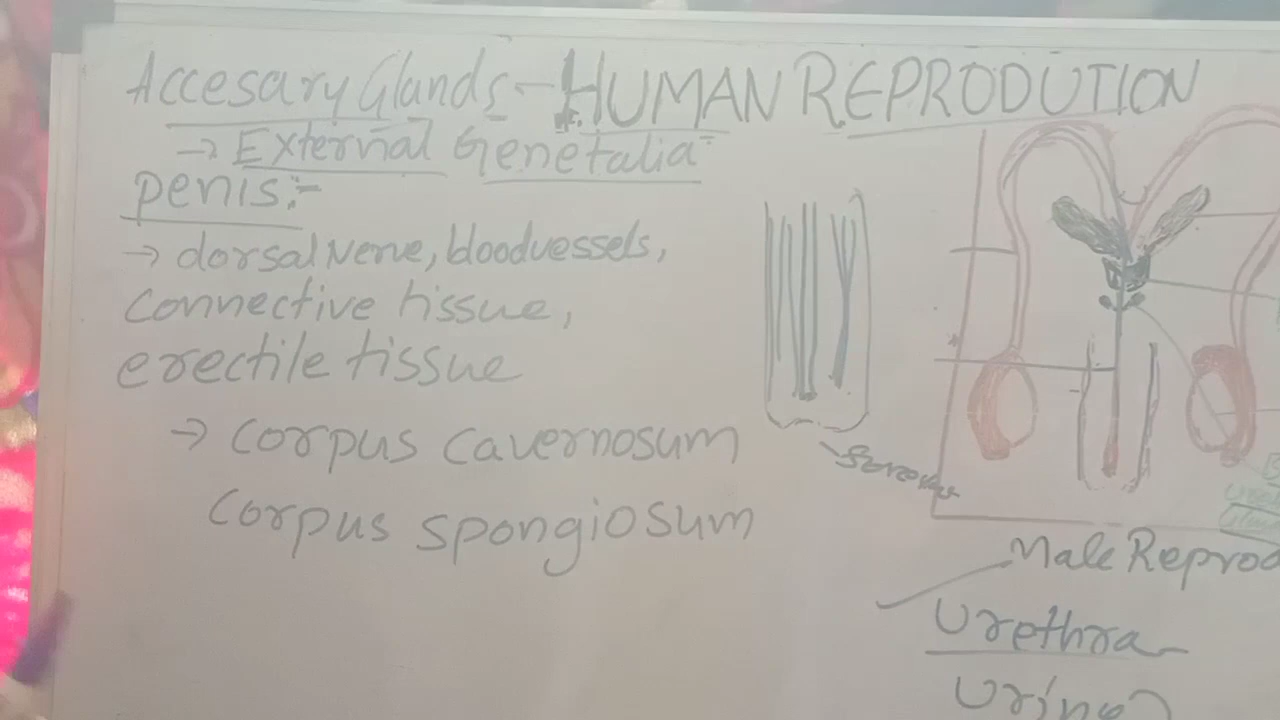 Accesary Glands - HUMAN REPRODUTION
→ External Genetalia
penis:-
→ dorsal nerve, bloodvessels,
connective tissue,
erectile tissue
→ corpus cavernosum
corpus spongiosum
Male Reprod
Urethra
Urine